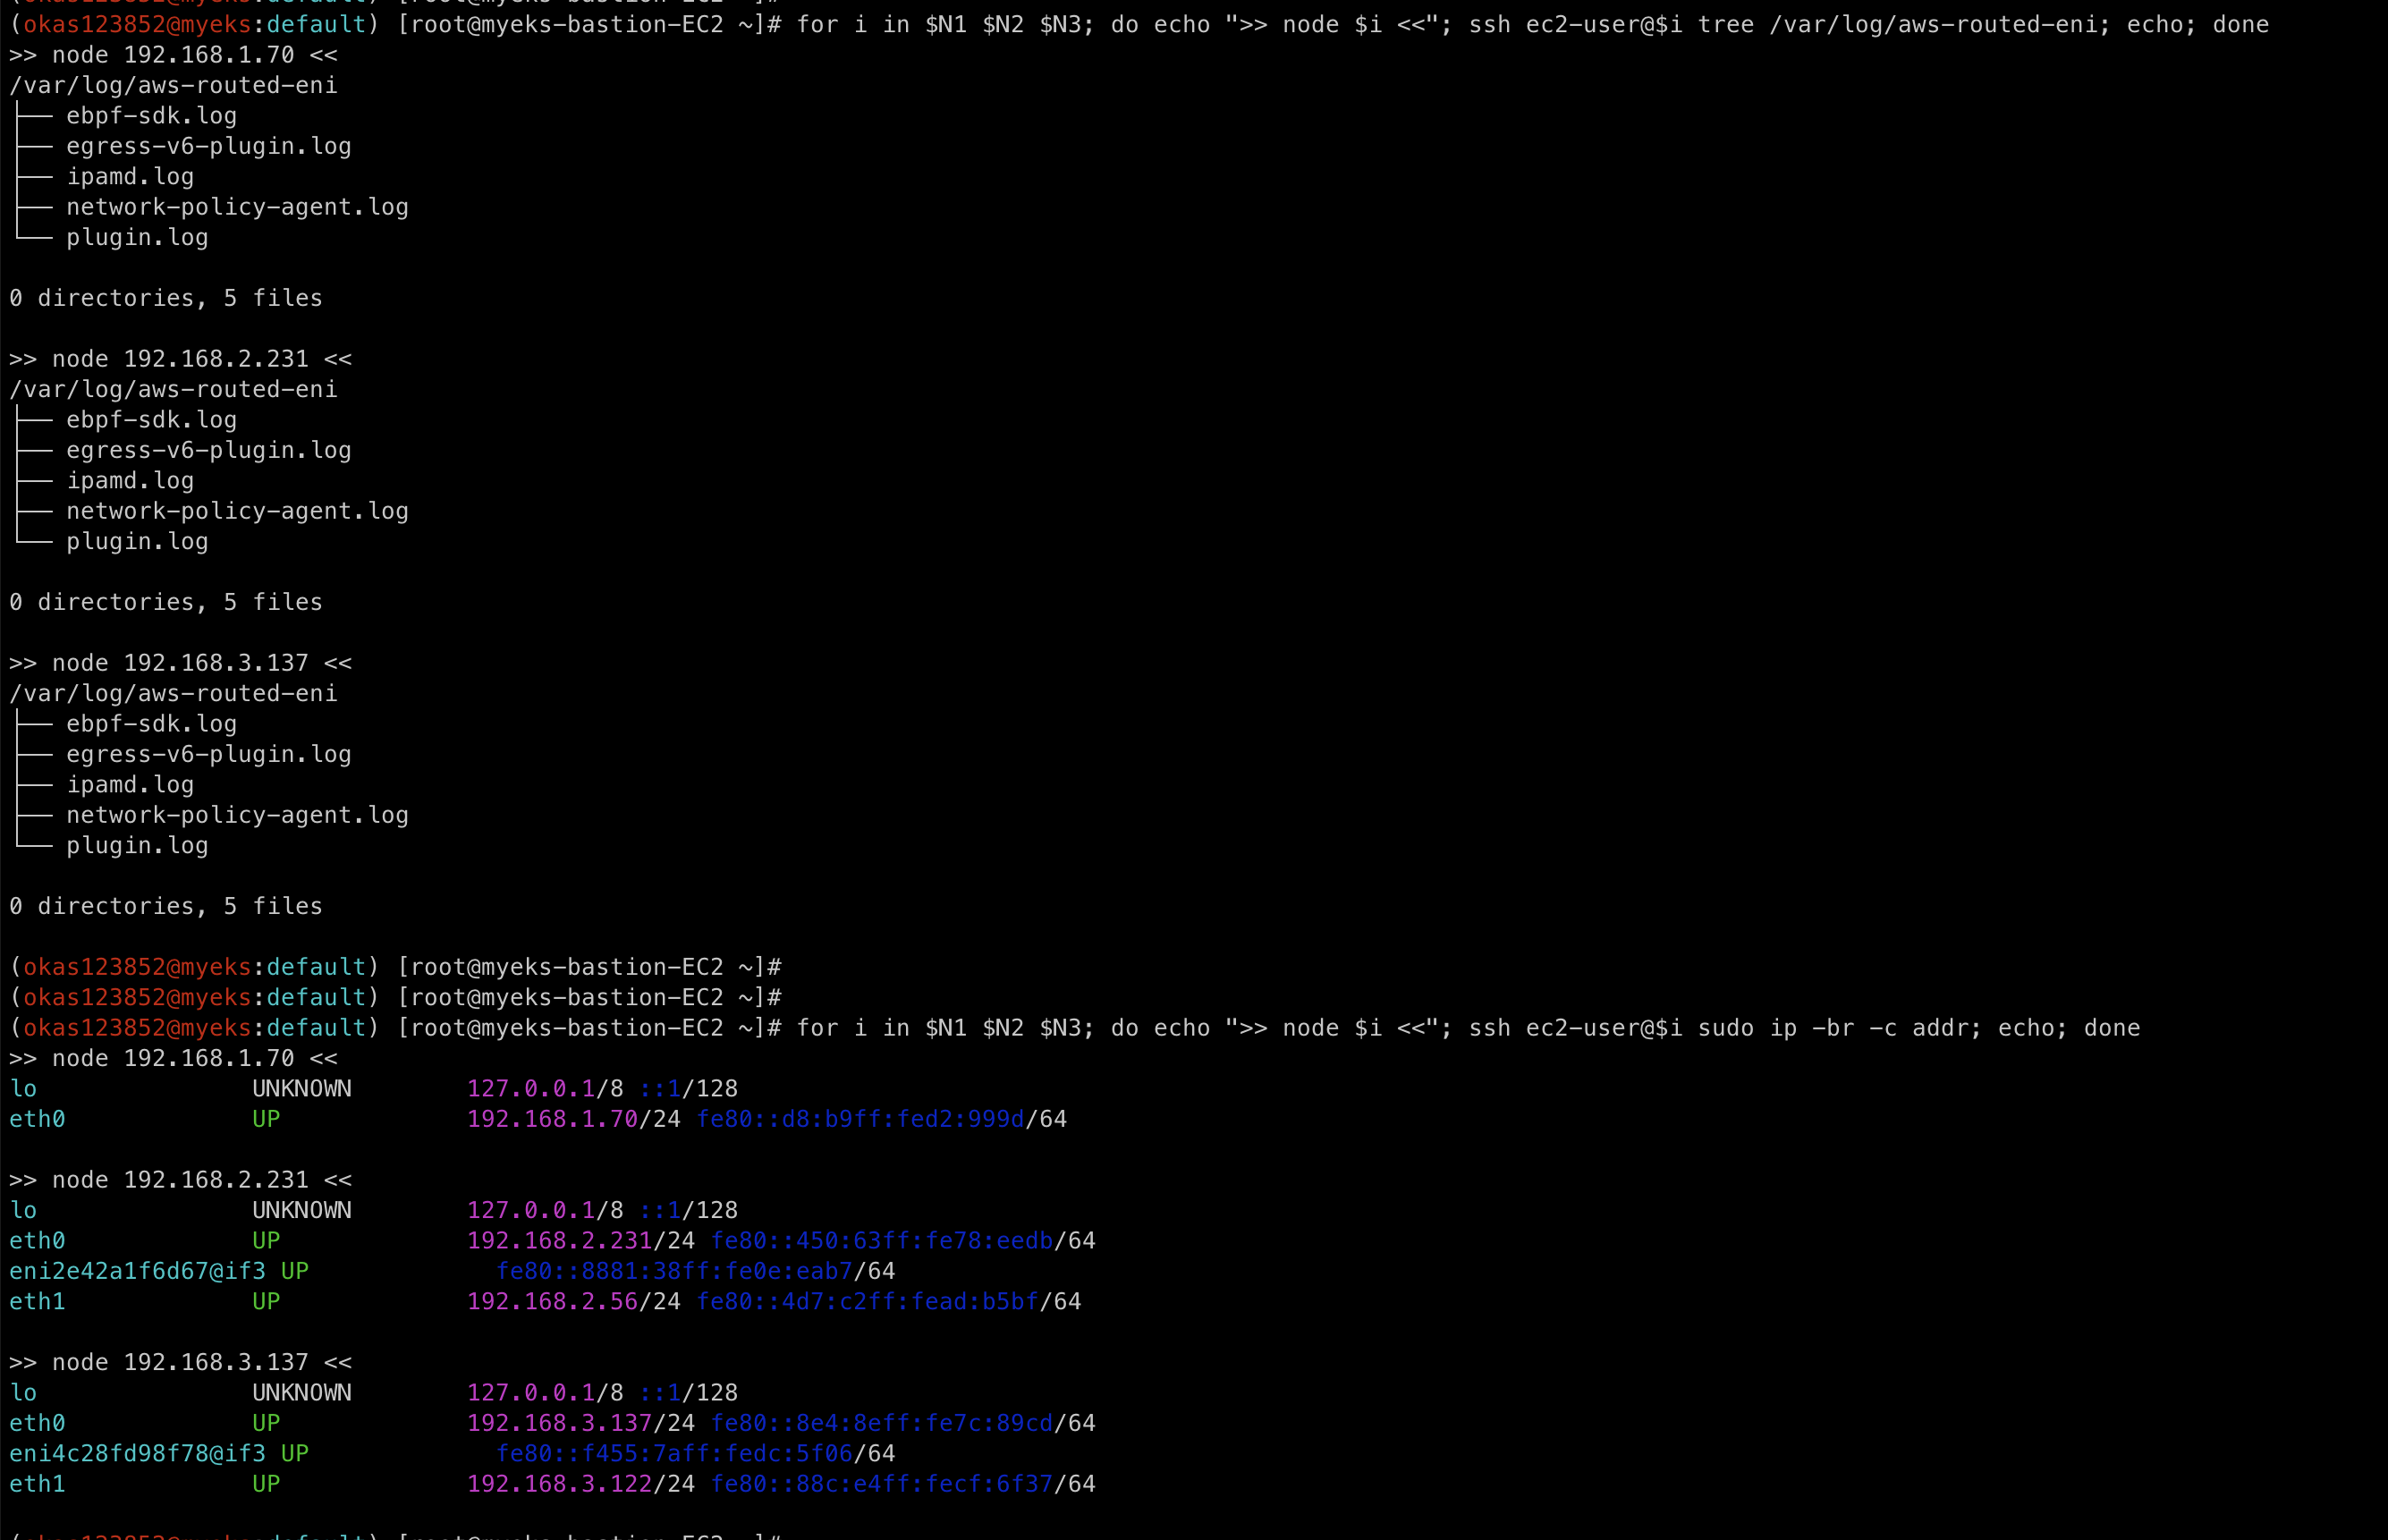 (okas123852@myeks:default) [root@myeks-bastion-EC2 ~]#
(okas123852@myeks:default) [root@myeks-bastion-EC2 ~]# for i in $N1 $N2 $N3; do echo ">> node $i <<"; ssh ec2-user@$i tree /var/log/aws-routed-eni; echo; done
>> node 192.168.1.70 <<
/var/log/aws-routed-eni
├── ebpf-sdk.log
├── egress-v6-plugin.log
├── ipamd.log
├── network-policy-agent.log
└── plugin.log

0 directories, 5 files

>> node 192.168.2.231 <<
/var/log/aws-routed-eni
├── ebpf-sdk.log
├── egress-v6-plugin.log
├── ipamd.log
├── network-policy-agent.log
└── plugin.log

0 directories, 5 files

>> node 192.168.3.137 <<
/var/log/aws-routed-eni
├── ebpf-sdk.log
├── egress-v6-plugin.log
├── ipamd.log
├── network-policy-agent.log
└── plugin.log

0 directories, 5 files

(okas123852@myeks:default) [root@myeks-bastion-EC2 ~]#
(okas123852@myeks:default) [root@myeks-bastion-EC2 ~]#
(okas123852@myeks:default) [root@myeks-bastion-EC2 ~]# for i in $N1 $N2 $N3; do echo ">> node $i <<"; ssh ec2-user@$i sudo ip -br -c addr; echo; done
>> node 192.168.1.70 <<
lo               UNKNOWN        127.0.0.1/8 ::1/128
eth0             UP             192.168.1.70/24 fe80::d8:b9ff:fed2:999d/64

>> node 192.168.2.231 <<
lo               UNKNOWN        127.0.0.1/8 ::1/128
eth0             UP             192.168.2.231/24 fe80::450:63ff:fe78:eedb/64
eni2e42a1f6d67@if3 UP             fe80::8881:38ff:fe0e:eab7/64
eth1             UP             192.168.2.56/24 fe80::4d7:c2ff:fead:b5bf/64

>> node 192.168.3.137 <<
lo               UNKNOWN        127.0.0.1/8 ::1/128
eth0             UP             192.168.3.137/24 fe80::8e4:8eff:fe7c:89cd/64
eni4c28fd98f78@if3 UP             fe80::f455:7aff:fedc:5f06/64
eth1             UP             192.168.3.122/24 fe80::88c:e4ff:fecf:6f37/64

(okas123852@myeks:default) [root@myeks-bastion-EC2 ~]#